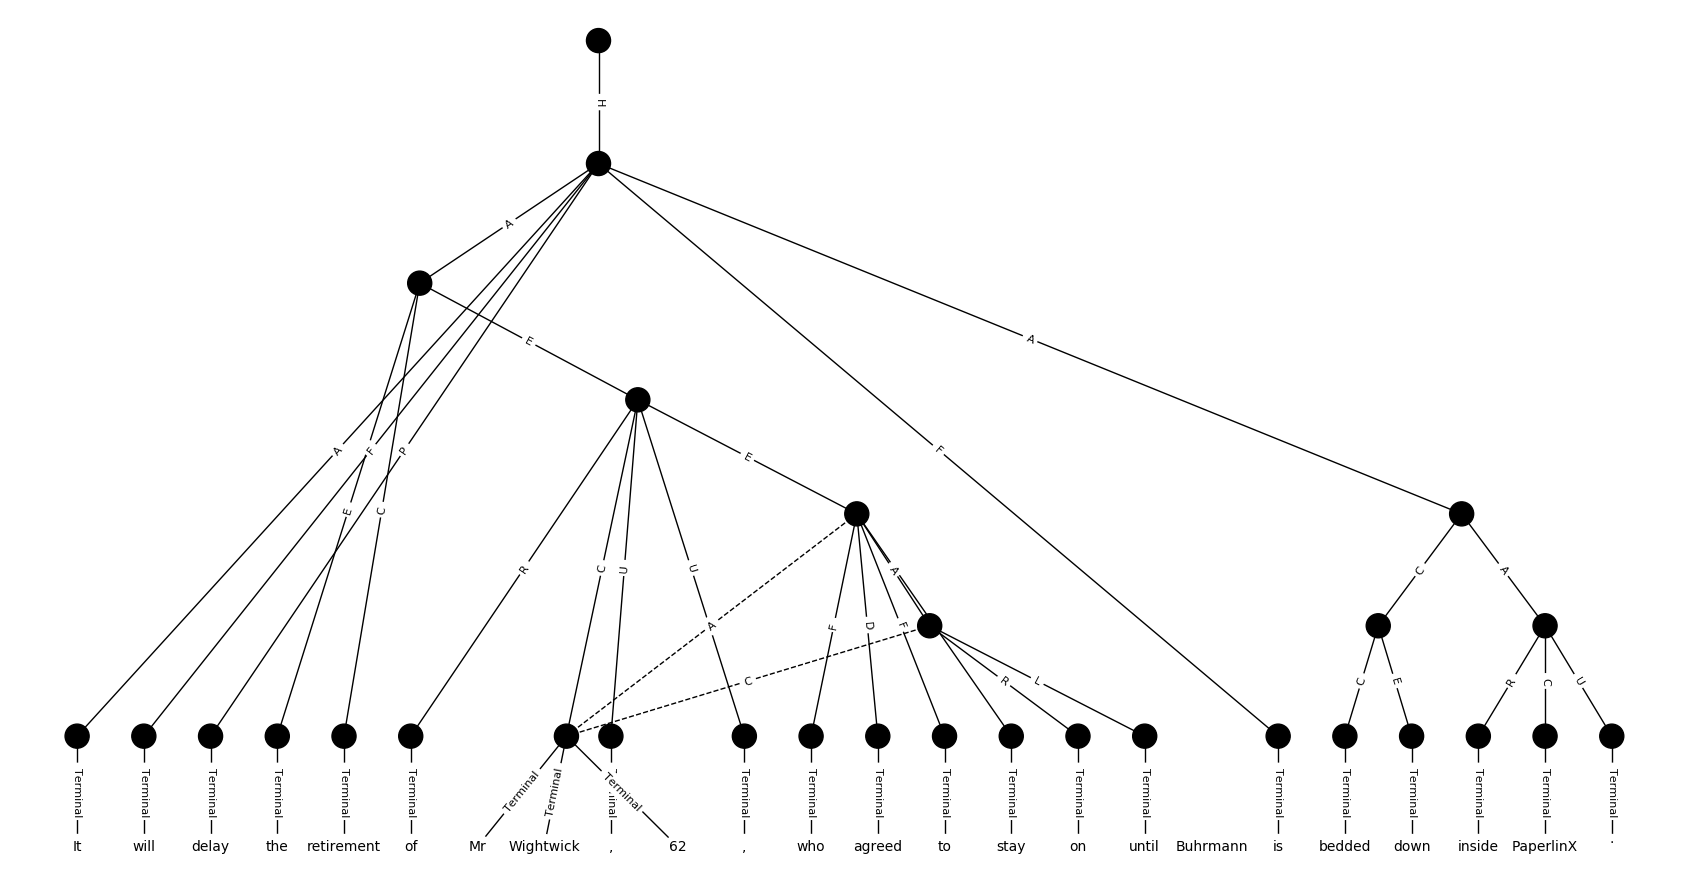 H
A
E
A
A F P
F
E
E C
R C U U A
A
F D F
C
R L
C A
C E R C U
Terminal Terminal Terminal Terminal Terminal Terminal Terminal Terminal Terminal Terminal Terminal Terminal Terminal Terminal Terminal Terminal Terminal Terminal Terminal Terminal Terminal Terminal
It will delay the retirement of Mr Wightwick , 62 , who agreed to stay on until Buhrmann is bedded down inside PaperlinX .